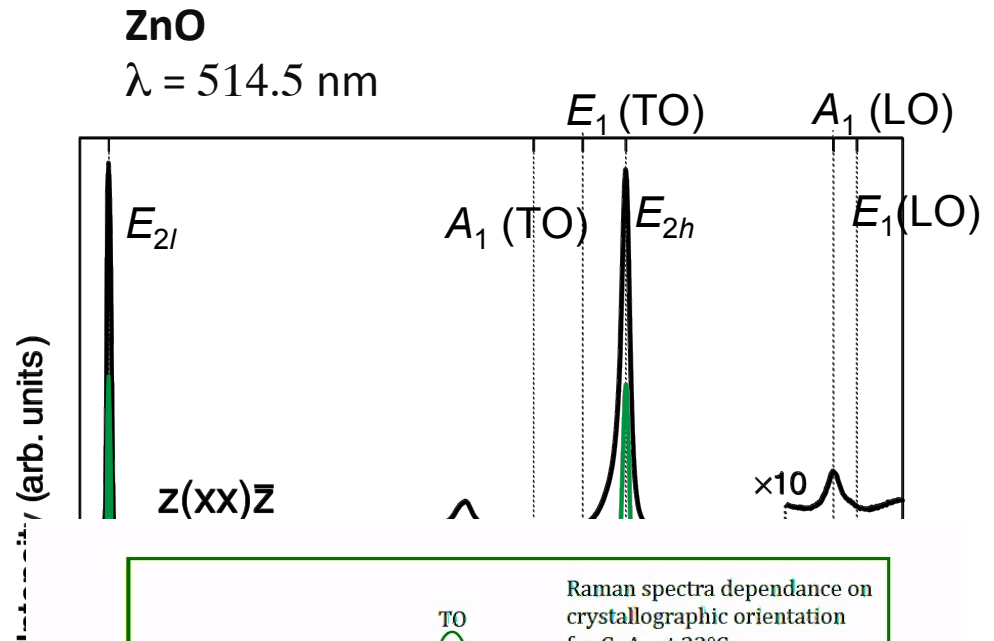 ZnO
λ = 514.5 nm
E1 (TO)
A1 (LO)
E2l
A1 (TO)
E2h
E1(LO)
(arb. units)
z(xx)z̅
×10
Raman spectra dependance on
TO
crystallographic orientation